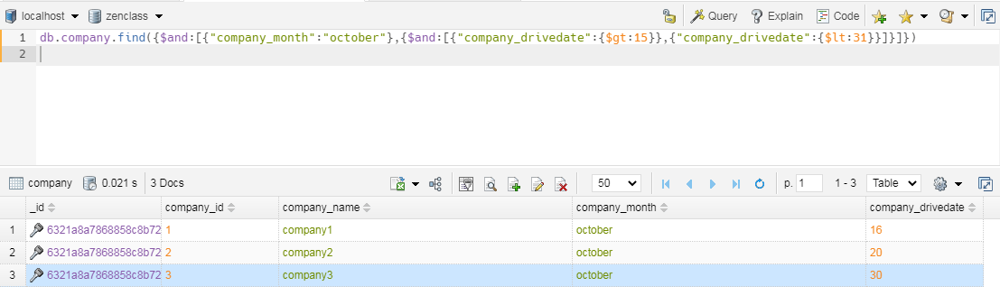 localhost zenclass Query Explain Code
1 db.company.find({$and:[{"company_month":"october"},{$and:[{"company_drivedate":{$gt:15}},{"company_drivedate":{$lt:31}}]}]})
2
company 0.021 s 3 Docs 50 p. 1 1 - 3 Table
_id company_id company_name company_month company_drivedate
1 6321a8a7868858c8b72 1 company1 october 16
2 6321a8a7868858c8b72 2 company2 october 20
3 6321a8a7868858c8b72 3 company3 october 30